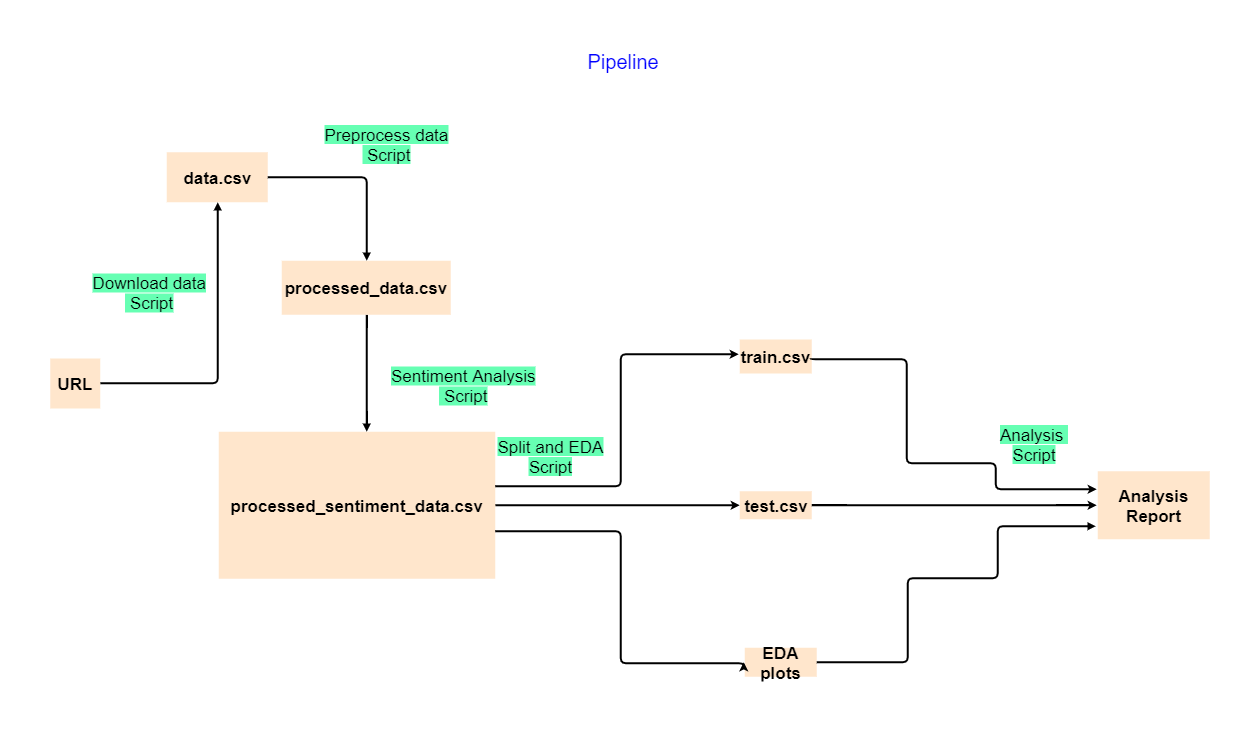 Pipeline
Preprocess data
Script
data.csv
Download data
Script
processed_data.csv
URL
Sentiment Analysis
Script
train.csv
Split and EDA
Script
Analysis
Script
processed_sentiment_data.csv
test.csv
Analysis
Report
EDA
plots